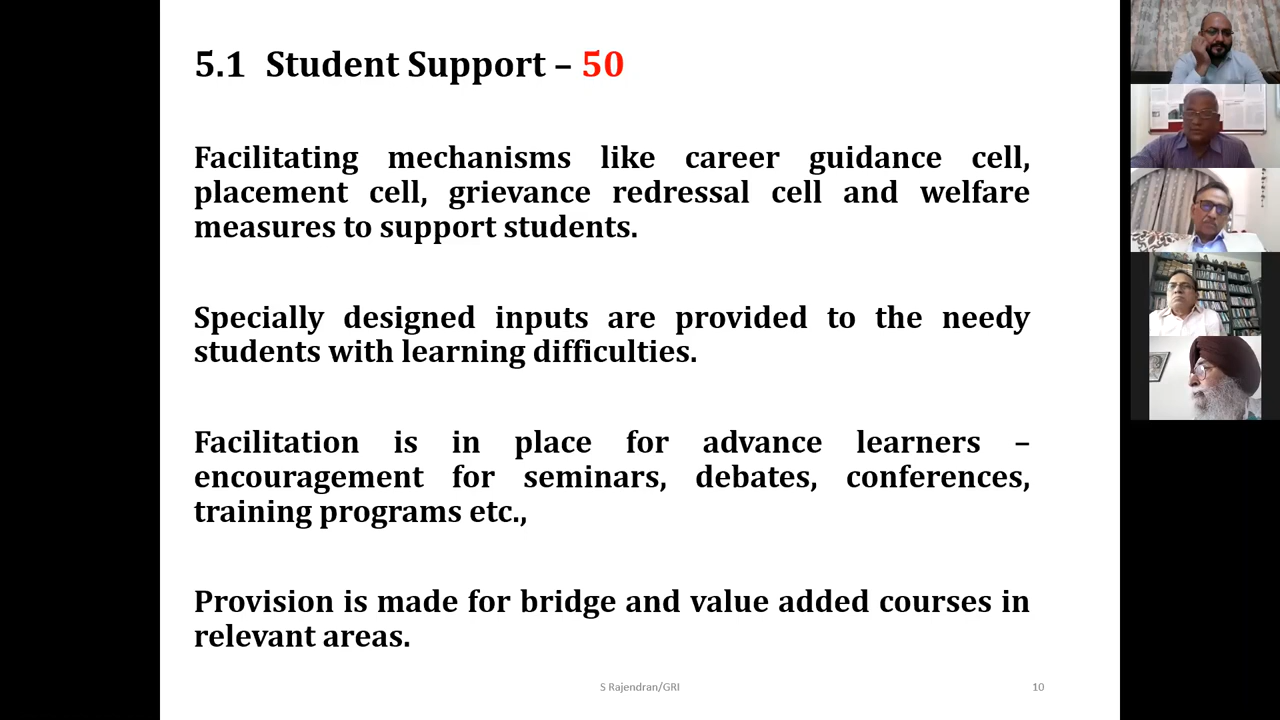 5.1 Student Support – 50
Facilitating mechanisms like career guidance cell,
placement cell, grievance redressal cell and welfare
measures to support students.
Specially designed inputs are provided to the needy
students with learning difficulties.
Facilitation is in place for advance learners –
encouragement for seminars, debates, conferences,
training programs etc.,
Provision is made for bridge and value added courses in
relevant areas.
S Rajendran/GRI
10